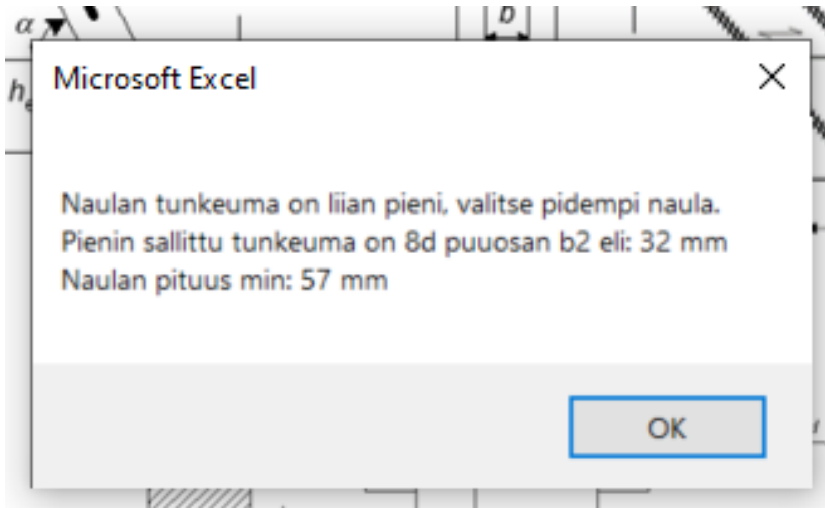 α
b
hₑ
Microsoft Excel
Naulan tunkeuma on liian pieni, valitse pidempi naula.
Pienin sallittu tunkeuma on 8d puuosan b2 eli: 32 mm
Naulan pituus min: 57 mm
OK